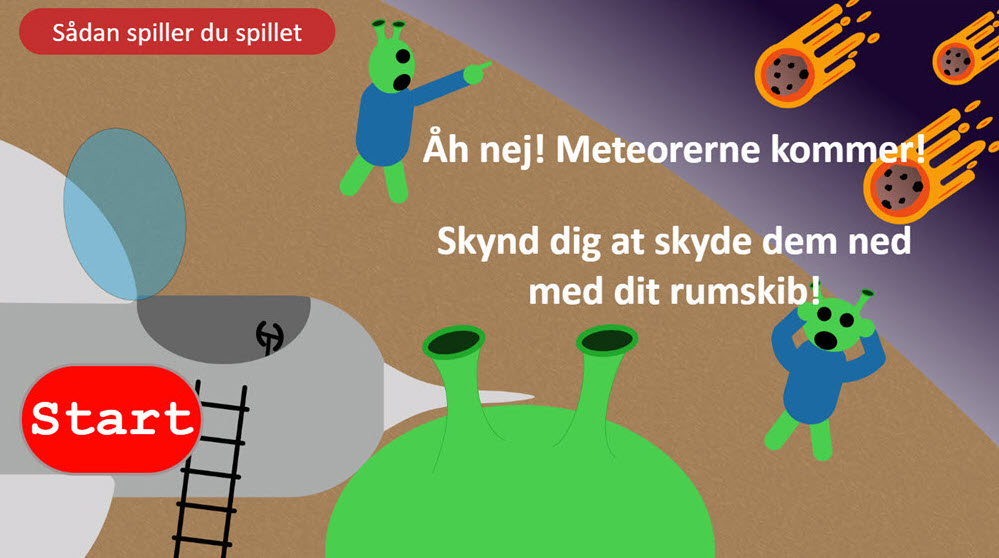 Sådan spiller du spillet
Åh nej! Meteorerne kommer!
Skynd dig at skyde dem ned
med dit rumskib!
Start